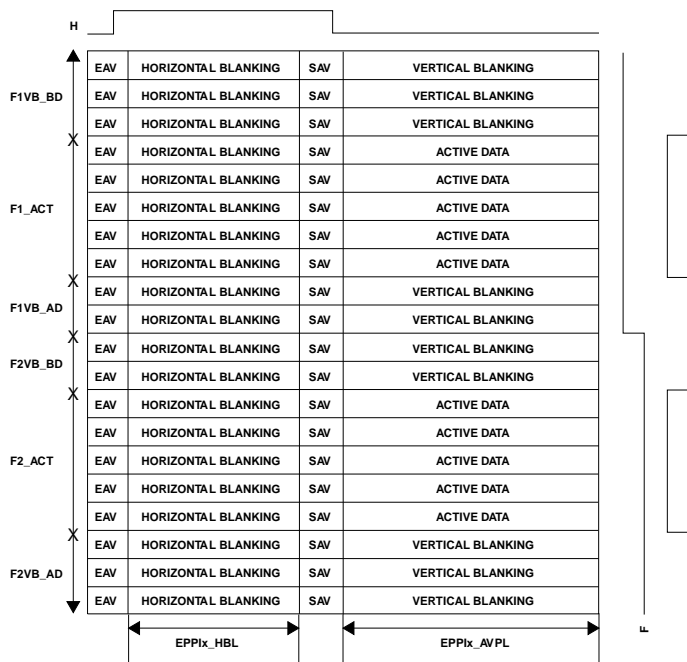 H
EAV HORIZONTAL BLANKING SAV VERTICAL BLANKING
F1VB_BD EAV HORIZONTAL BLANKING SAV VERTICAL BLANKING
EAV HORIZONTAL BLANKING SAV VERTICAL BLANKING
X EAV HORIZONTAL BLANKING SAV ACTIVE DATA
EAV HORIZONTAL BLANKING SAV ACTIVE DATA
F1_ACT EAV HORIZONTAL BLANKING SAV ACTIVE DATA
EAV HORIZONTAL BLANKING SAV ACTIVE DATA
EAV HORIZONTAL BLANKING SAV ACTIVE DATA
X EAV HORIZONTAL BLANKING SAV VERTICAL BLANKING
F1VB_AD EAV HORIZONTAL BLANKING SAV VERTICAL BLANKING
X EAV HORIZONTAL BLANKING SAV VERTICAL BLANKING
F2VB_BD EAV HORIZONTAL BLANKING SAV VERTICAL BLANKING
X EAV HORIZONTAL BLANKING SAV ACTIVE DATA
EAV HORIZONTAL BLANKING SAV ACTIVE DATA
F2_ACT EAV HORIZONTAL BLANKING SAV ACTIVE DATA
EAV HORIZONTAL BLANKING SAV ACTIVE DATA
EAV HORIZONTAL BLANKING SAV ACTIVE DATA
X EAV HORIZONTAL BLANKING SAV VERTICAL BLANKING
F2VB_AD EAV HORIZONTAL BLANKING SAV VERTICAL BLANKING
EAV HORIZONTAL BLANKING SAV VERTICAL BLANKING
F
EPPIx_HBL EPPIx_AVPL